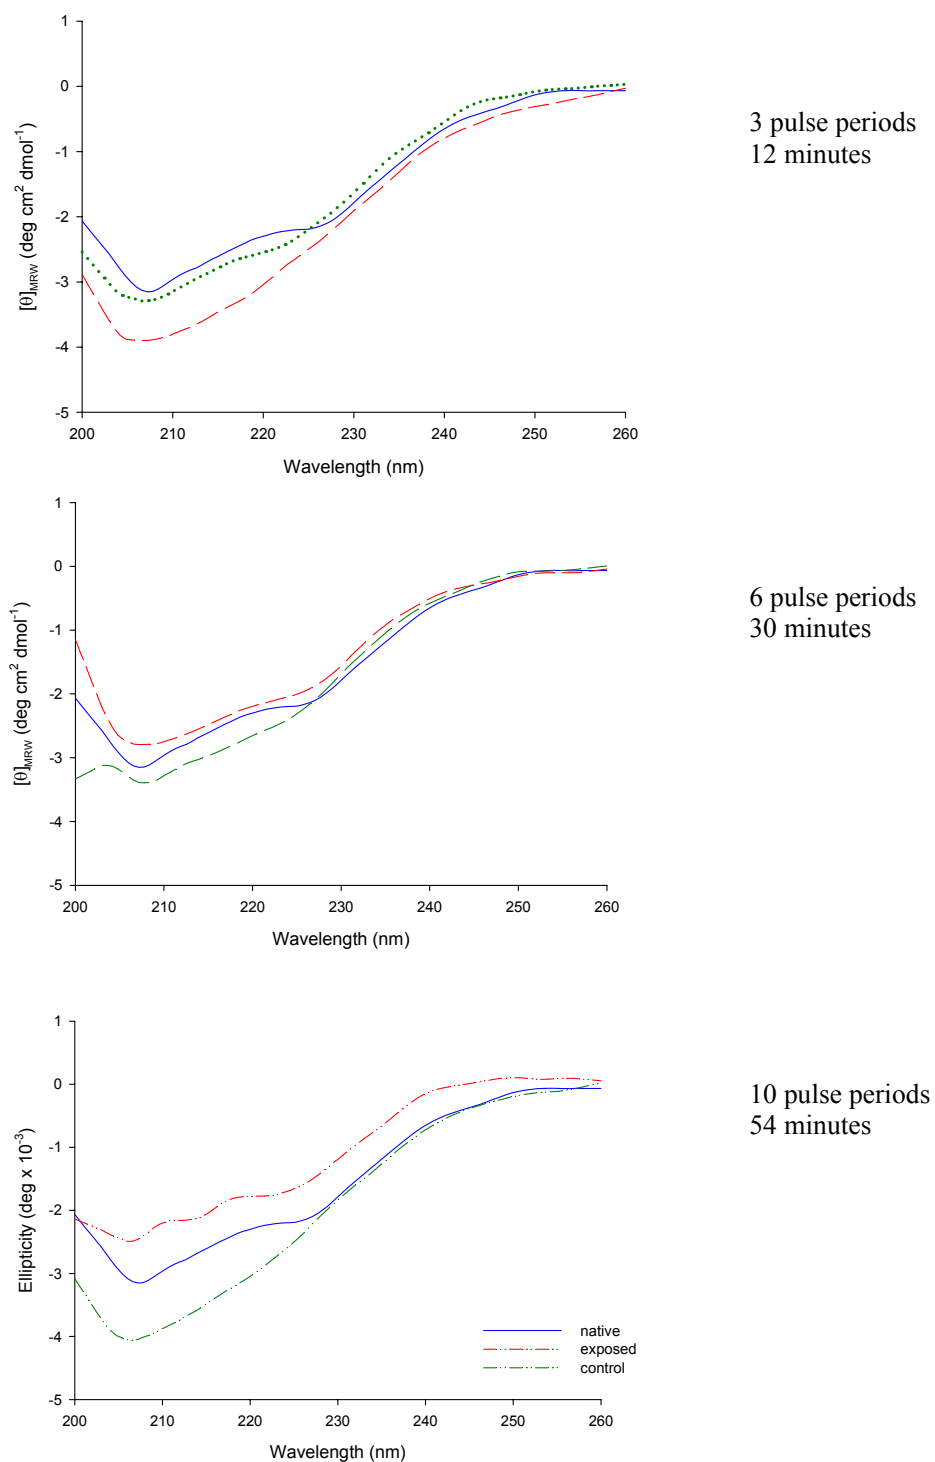 1
0
-1
-2
-3
-4
-5
[θ]MRW (deg cm² dmol⁻¹)
200 210 220 230 240 250 260
Wavelength (nm)
3 pulse periods
12 minutes
1
0
-1
-2
-3
-4
-5
[θ]MRW (deg cm² dmol⁻¹)
200 210 220 230 240 250 260
Wavelength (nm)
6 pulse periods
30 minutes
1
0
-1
-2
-3
-4
-5
Ellipticity (deg x 10⁻³)
200 210 220 230 240 250 260
Wavelength (nm)
native
exposed
control
10 pulse periods
54 minutes